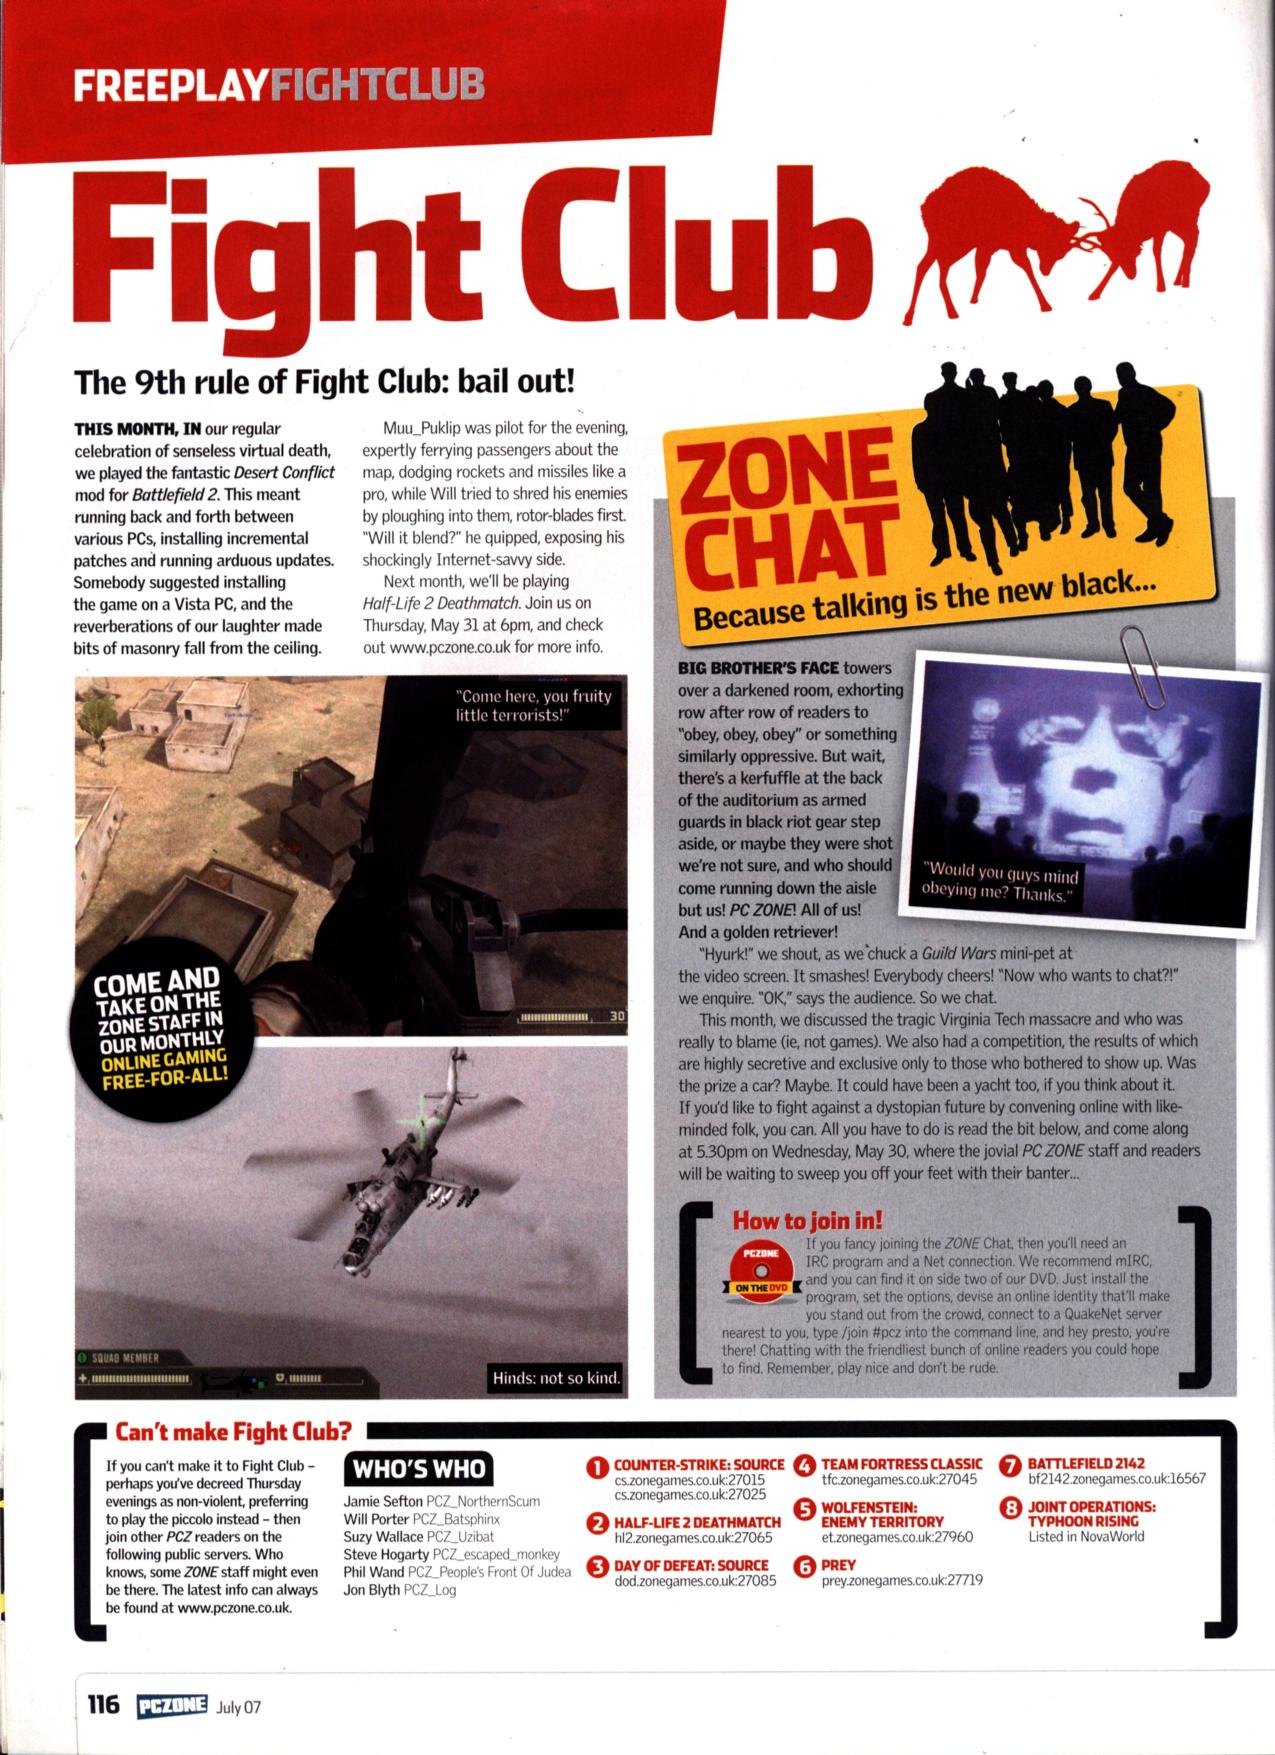 FREEPLAYFIGHTCLUB
Fight Club
The 9th rule of Fight Club: bail out!
THIS MONTH, IN our regular
celebration of senseless virtual death,
we played the fantastic Desert Conflict
mod for Battlefield 2. This meant
running back and forth between
various PCs, installing incremental
patches and running arduous updates.
Somebody suggested installing
the game on a Vista PC, and the
reverberations of our laughter made
bits of masonry fall from the ceiling.
Muu_Puklip was pilot for the evening,
expertly ferrying passengers about the
map, dodging rockets and missiles like a
pro, while Will tried to shred his enemies
by ploughing into them, rotor-blades first.
"Will it blend?" he quipped, exposing his
shockingly Internet-savvy side.
Next month, we'll be playing
Half-Life 2 Deathmatch. Join us on
Thursday, May 31 at 6pm, and check
out www.pczone.co.uk for more info.
"Come here, you fruity
little terrorists!"
30
COME AND
TAKE ON THE
ZONE STAFF IN
OUR MONTHLY
ONLINE GAMING
FREE-FOR-ALL!
SQUAD MEMBER
Hinds: not so kind.
ZONE
CHAT
Because talking is the new black...
BIG BROTHER'S FACE towers
over a darkened room, exhorting
row after row of readers to
"obey, obey, obey" or something
similarly oppressive. But wait,
there's a kerfuffle at the back
of the auditorium as armed
guards in black riot gear step
aside, or maybe they were shot
we're not sure, and who should
come running down the aisle
but us! PC ZONE! All of us!
And a golden retriever!
"Would you guys mind
obeying me? Thanks."
"Hyurk!" we shout, as we chuck a Guild Wars mini-pet at
the video screen. It smashes! Everybody cheers! "Now who wants to chat?!"
we enquire. "OK," says the audience. So we chat.
This month, we discussed the tragic Virginia Tech massacre and who was
really to blame (ie, not games). We also had a competition, the results of which
are highly secretive and exclusive only to those who bothered to show up. Was
the prize a car? Maybe. It could have been a yacht too, if you think about it.
If you'd like to fight against a dystopian future by convening online with like-
minded folk, you can. All you have to do is read the bit below, and come along
at 5.30pm on Wednesday, May 30, where the jovial PC ZONE staff and readers
will be waiting to sweep you off your feet with their banter...
How to join in!
PCZONE
ON THE DVD
If you fancy joining the ZONE Chat, then you'll need an
IRC program and a Net connection. We recommend mIRC,
and you can find it on side two of our DVD. Just install the
program, set the options, devise an online identity that'll make
you stand out from the crowd, connect to a QuakeNet server
nearest to you, type /join #pcz into the command line, and hey presto, you're
there! Chatting with the friendliest bunch of online readers you could hope
to find. Remember, play nice and don't be rude.
Can't make Fight Club?
If you can't make it to Fight Club –
perhaps you've decreed Thursday
evenings as non-violent, preferring
to play the piccolo instead – then
join other PCZ readers on the
following public servers. Who
knows, some ZONE staff might even
be there. The latest info can always
be found at www.pczone.co.uk.
WHO'S WHO
Jamie Sefton PCZ_NorthernScum
Will Porter PCZ_Batsphinx
Suzy Wallace PCZ_Uzibat
Steve Hogarty PCZ_escaped_monkey
Phil Wand PCZ_People's Front Of Judea
Jon Blyth PCZ_Log
1 COUNTER-STRIKE: SOURCE
cs.zonegames.co.uk:27015
cs.zonegames.co.uk:27025
2 HALF-LIFE 2 DEATHMATCH
hl2.zonegames.co.uk:27065
3 DAY OF DEFEAT: SOURCE
dod.zonegames.co.uk:27085
4 TEAM FORTRESS CLASSIC
tfc.zonegames.co.uk:27045
5 WOLFENSTEIN:
ENEMY TERRITORY
et.zonegames.co.uk:27960
6 PREY
prey.zonegames.co.uk:27719
7 BATTLEFIELD 2142
bf2142.zonegames.co.uk:16567
8 JOINT OPERATIONS:
TYPHOON RISING
Listed in NovaWorld
116 PCZONE July 07